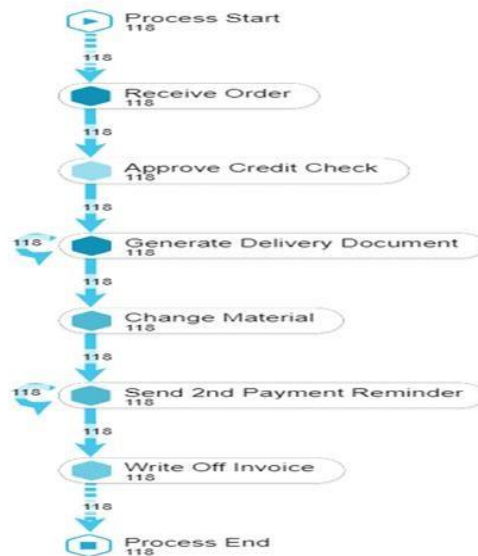 Process Start
118
118
Receive Order
118
118
Approve Credit Check
118
118
118
Generate Delivery Document
118
118
Change Material
118
118
118
Send 2nd Payment Reminder
118
118
Write Off Invoice
118
118
Process End
118